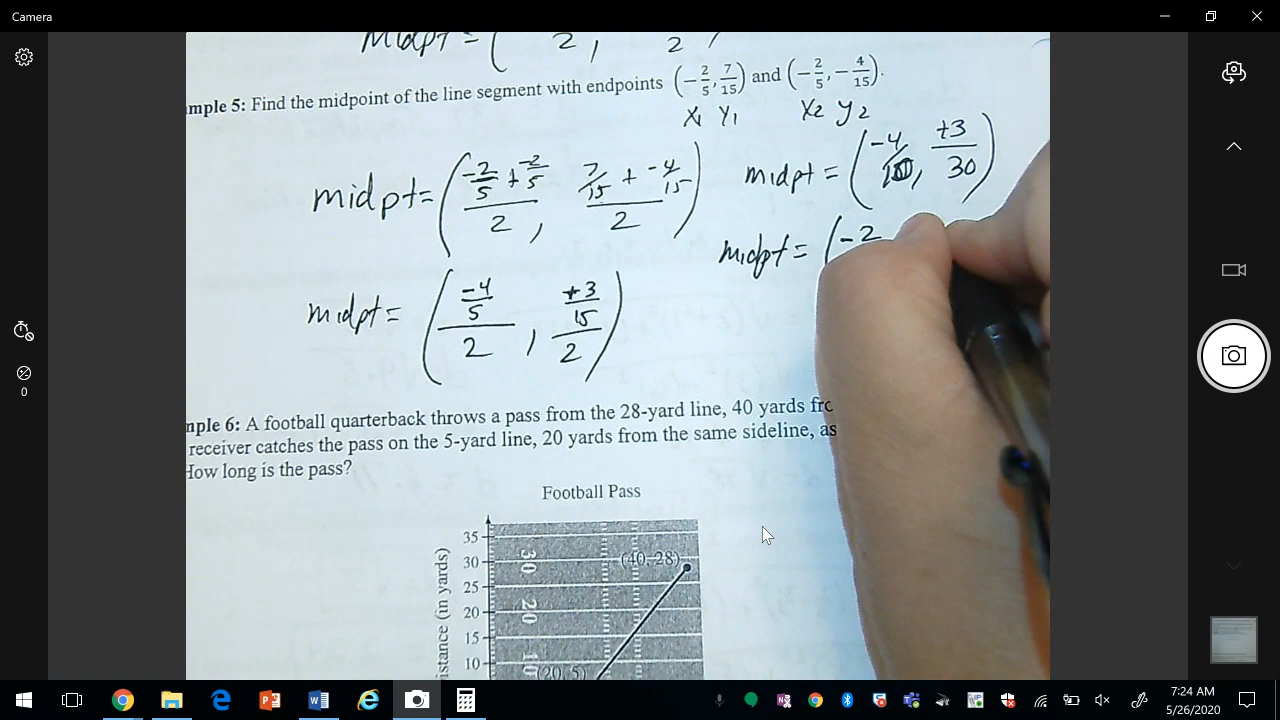 Camera
midpt = ( 2, 2 )
mple 5: Find the midpoint of the line segment with endpoints (-2/5, 7/15) and (-2/5, -4/15).
x1 y1 x2 y2
midpt = ( (-2/5 + -2/5)/2 , (7/15 + -4/15)/2 )
midpt = ( -4/10, +3/30 )
midpt = ( -2
midpt = ( (-4/5)/2 , (+3/15)/2 )
mple 6: A football quarterback throws a pass from the 28-yard line, 40 yards fro
receiver catches the pass on the 5-yard line, 20 yards from the same sideline, as
How long is the pass?
Football Pass
istance (in yards)
35
30
25
20
15
10
30
20
10
(40, 28)
(20, 5)
0
7:24 AM
5/26/2020